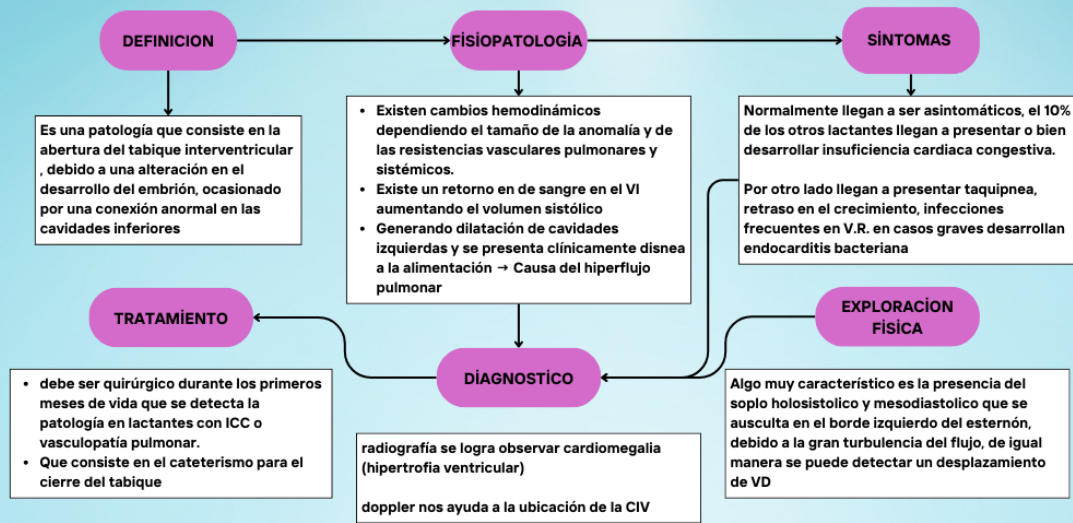 DEFINICION
Es una patología que consiste en la
abertura del tabique interventricular
, debido a una alteración en el
desarrollo del embrión, ocasionado
por una conexión anormal en las
cavidades inferiores
FİSİOPATOLOGİA
• Existen cambios hemodinámicos
dependiendo el tamaño de la anomalía y de
las resistencias vasculares pulmonares y
sistémicos.
• Existe un retorno en de sangre en el VI
aumentando el volumen sistólico
• Generando dilatación de cavidades
izquierdas y se presenta clínicamente disnea
a la alimentación → Causa del hiperflujo
pulmonar
SİNTOMAS
Normalmente llegan a ser asintomáticos, el 10%
de los otros lactantes llegan a presentar o bien
desarrollar insuficiencia cardiaca congestiva.
Por otro lado llegan a presentar taquipnea,
retraso en el crecimiento, infecciones
frecuentes en V.R. en casos graves desarrollan
endocarditis bacteriana
TRATAMİENTO
• debe ser quirúrgico durante los primeros
meses de vida que se detecta la
patología en lactantes con ICC o
vasculopatía pulmonar.
• Que consiste en el cateterismo para el
cierre del tabique
DİAGNOSTİCO
radiografía se logra observar cardiomegalia
(hipertrofia ventricular)
doppler nos ayuda a la ubicación de la CIV
EXPLORACİON
FİSİCA
Algo muy característico es la presencia del
soplo holosistolico y mesodiastolico que se
ausculta en el borde izquierdo del esternón,
debido a la gran turbulencia del flujo, de igual
manera se puede detectar un desplazamiento
de VD